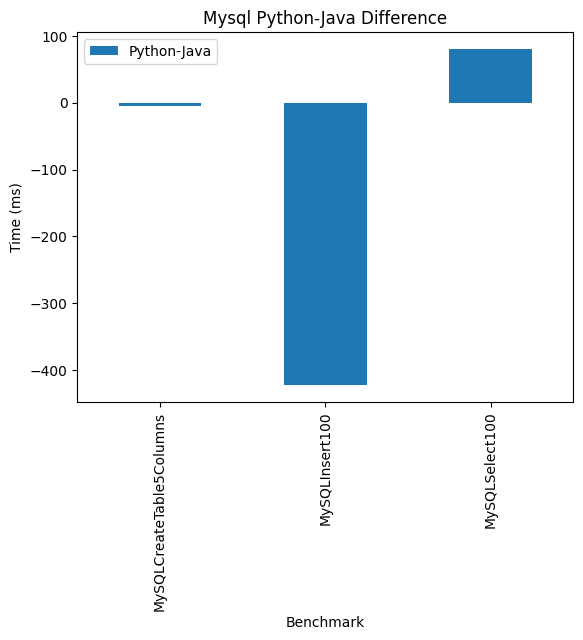 Mysql Python-Java Difference
Python-Java
100
0
−100
−200
−300
−400
Time (ms)
MySQLCreateTable5Columns
MySQLInsert100
MySQLSelect100
Benchmark